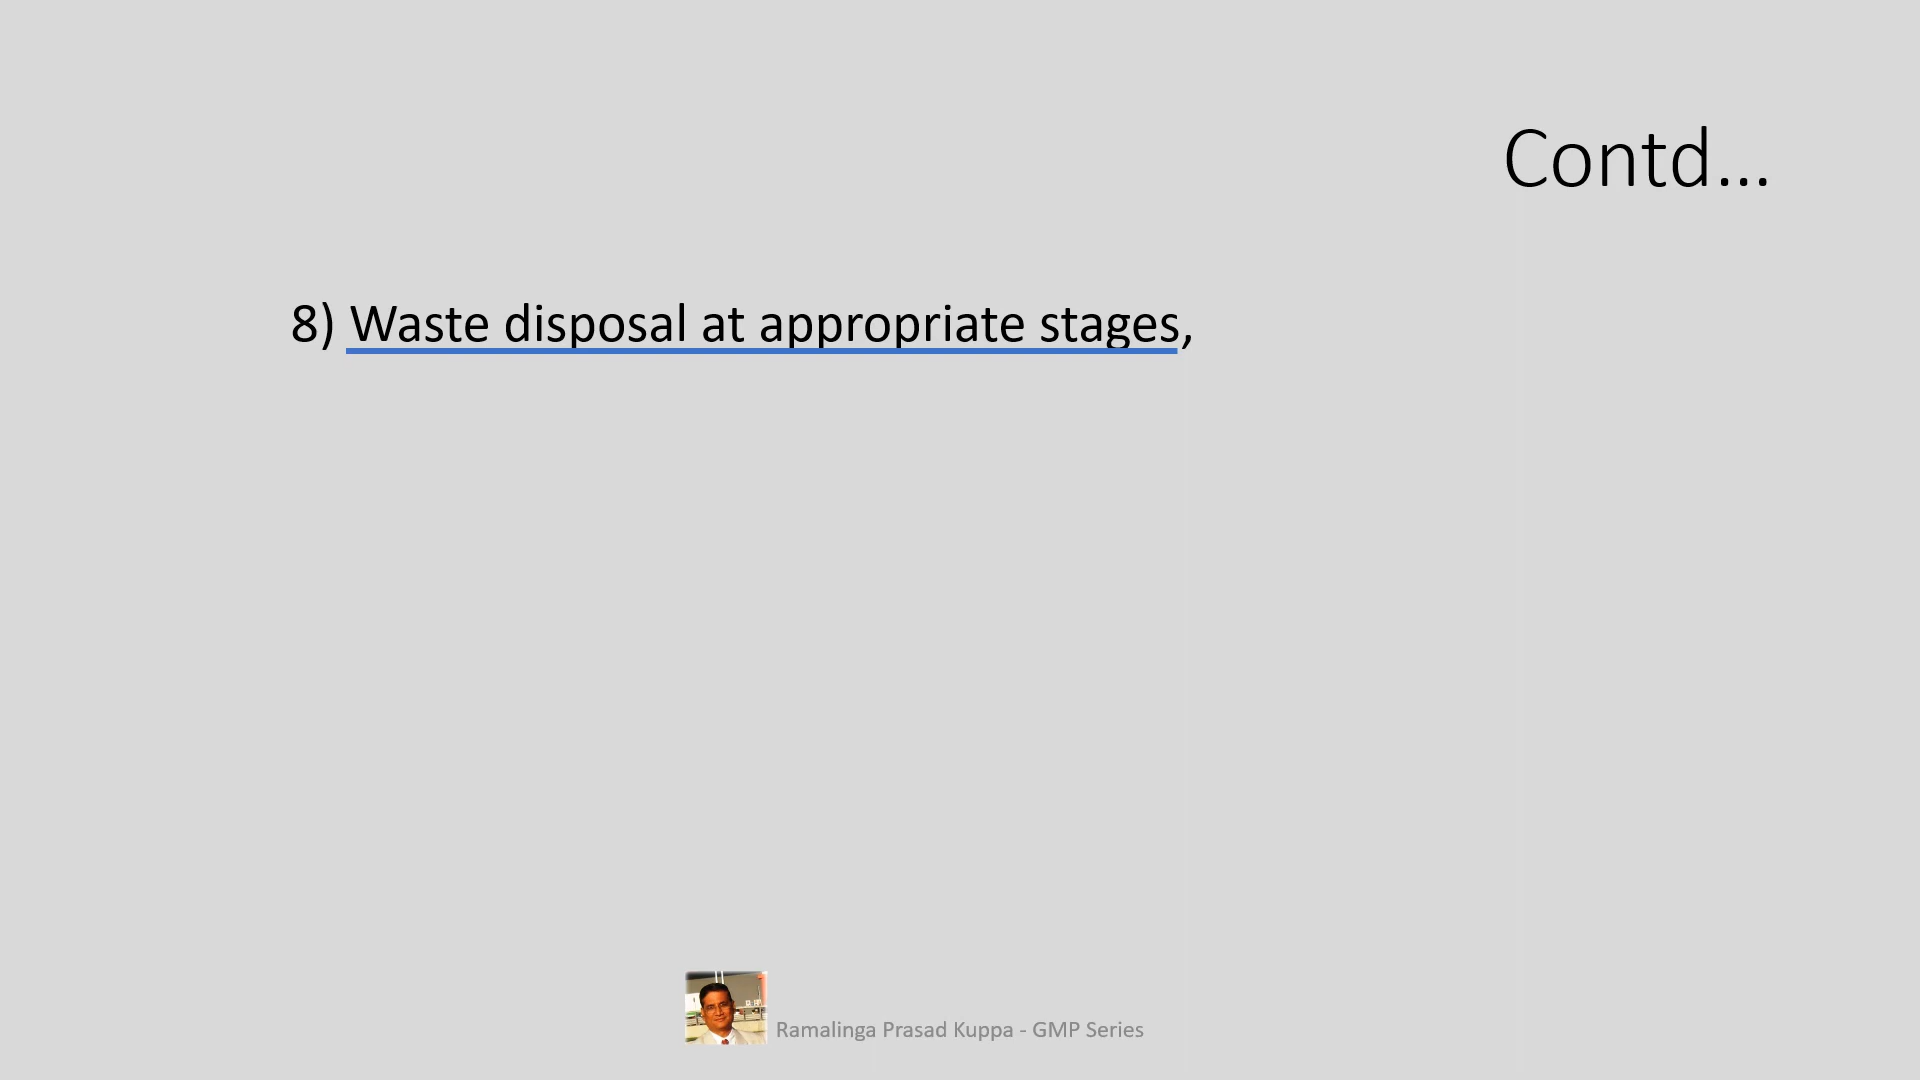 Contd...
8) Waste disposal at appropriate stages,
Ramalinga Prasad Kuppa - GMP Series